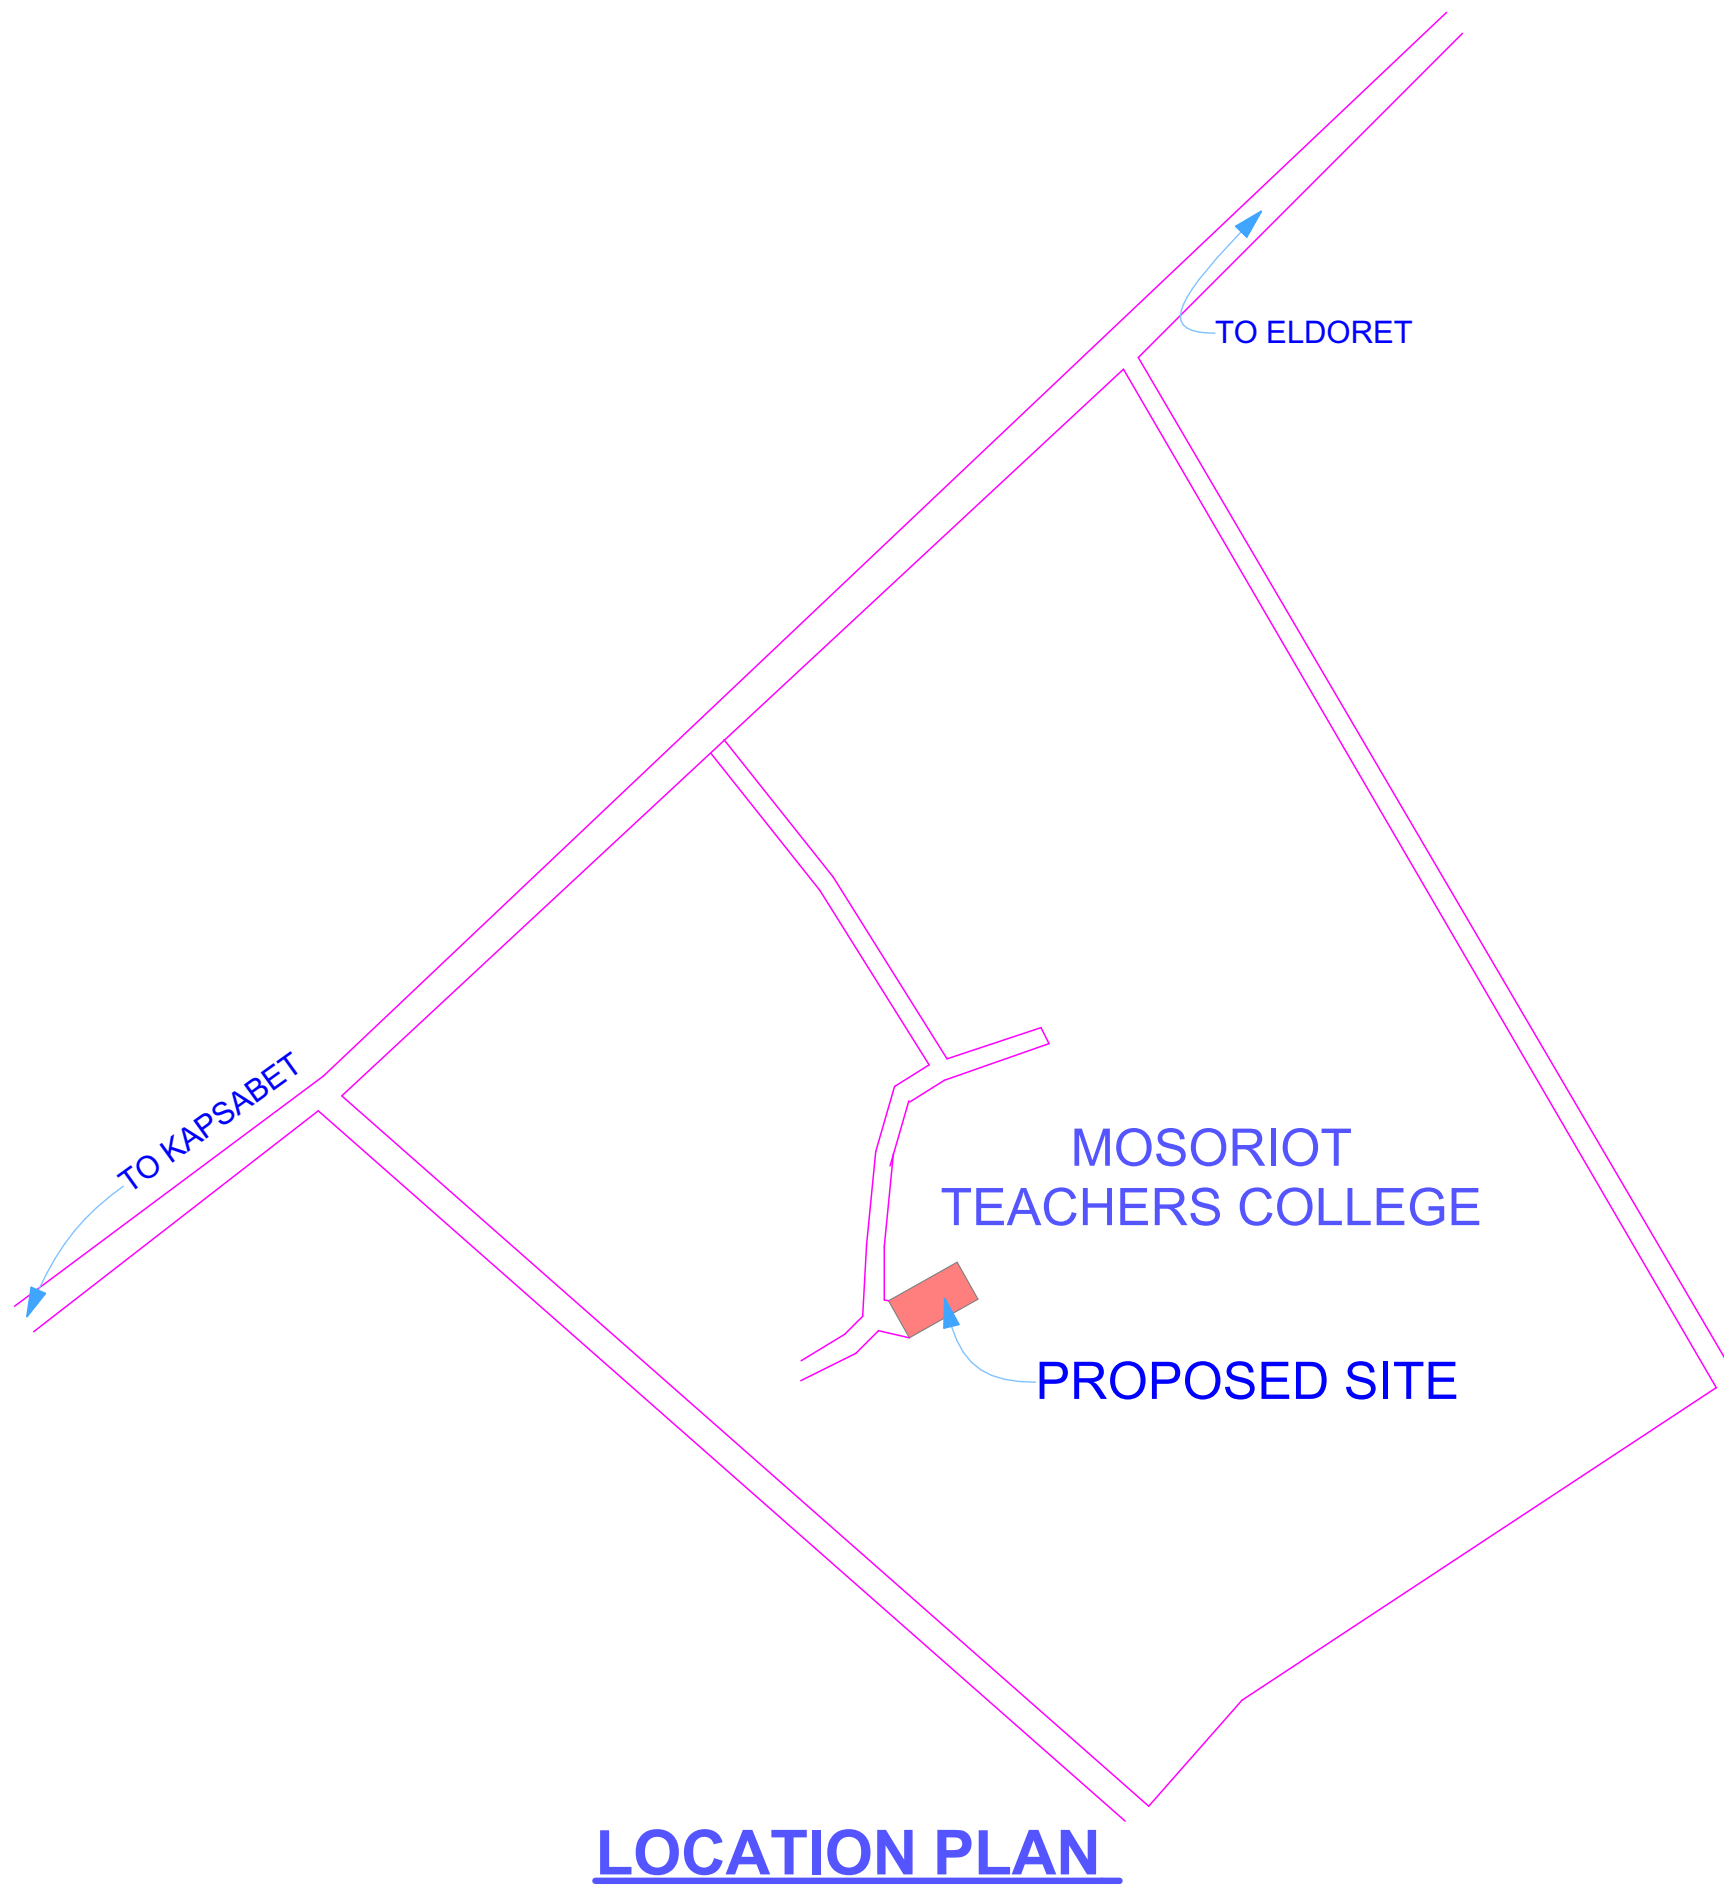 TO ELDORET
TO KAPSABET
MOSORIOT
TEACHERS COLLEGE
PROPOSED SITE
LOCATION PLAN